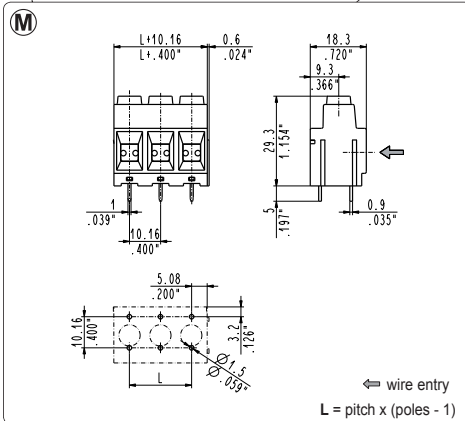 M
L+10.16
L+.400"
0.6
.024"
18.3
.720"
9.3
.366"
29.3
1.154"
5
.197"
0.9
.035"
1
.039"
10.16
.400"
5.08
.200"
10.16
.400"
3.2
.126"
Ø1.5
Ø.059"
L
wire entry
L = pitch x (poles - 1)